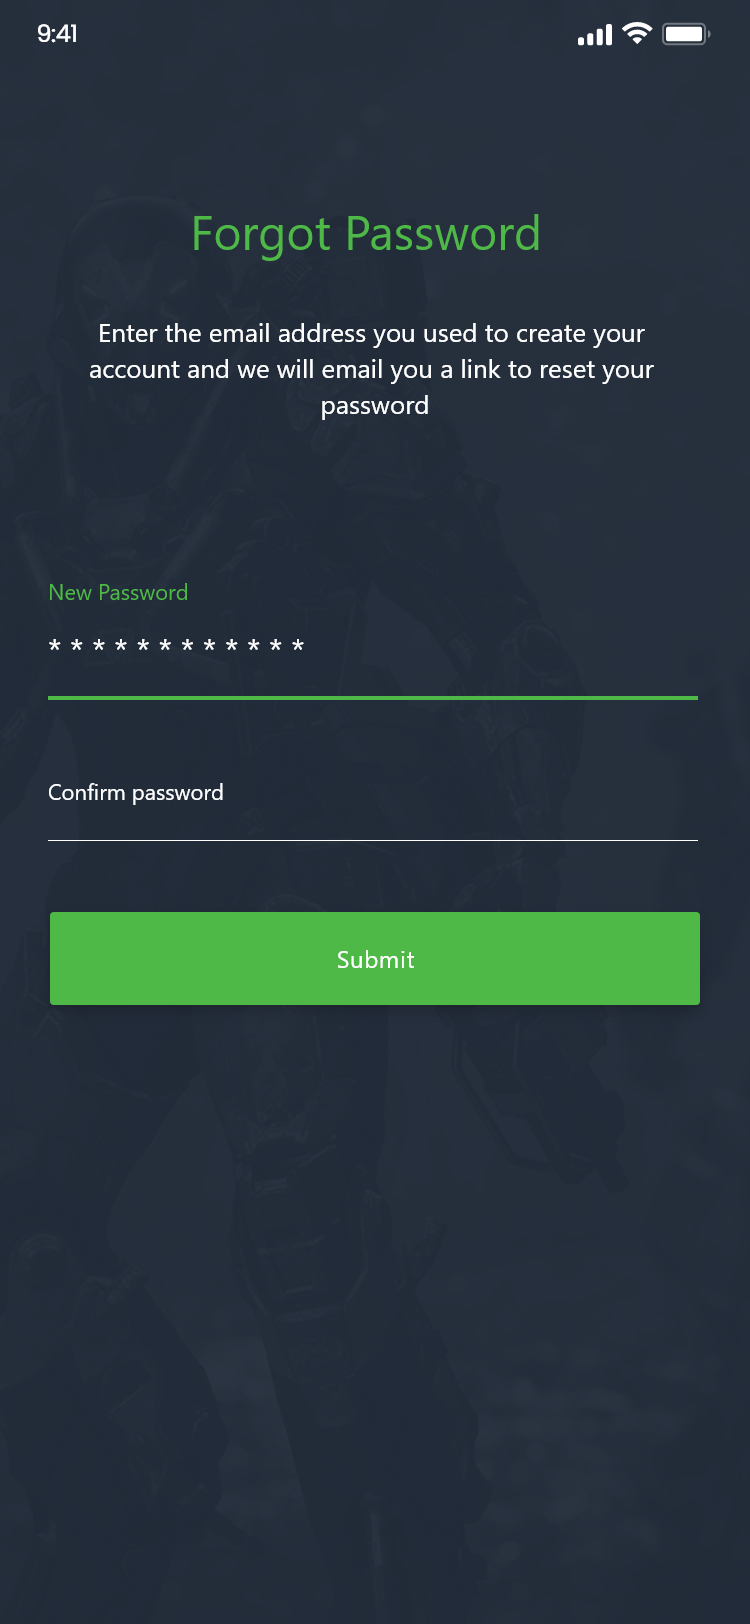 9:41
Forgot Password
Enter the email address you used to create your
account and we will email you a link to reset your
password
New Password
* * * * * * * * * * * *
Confirm password
Submit